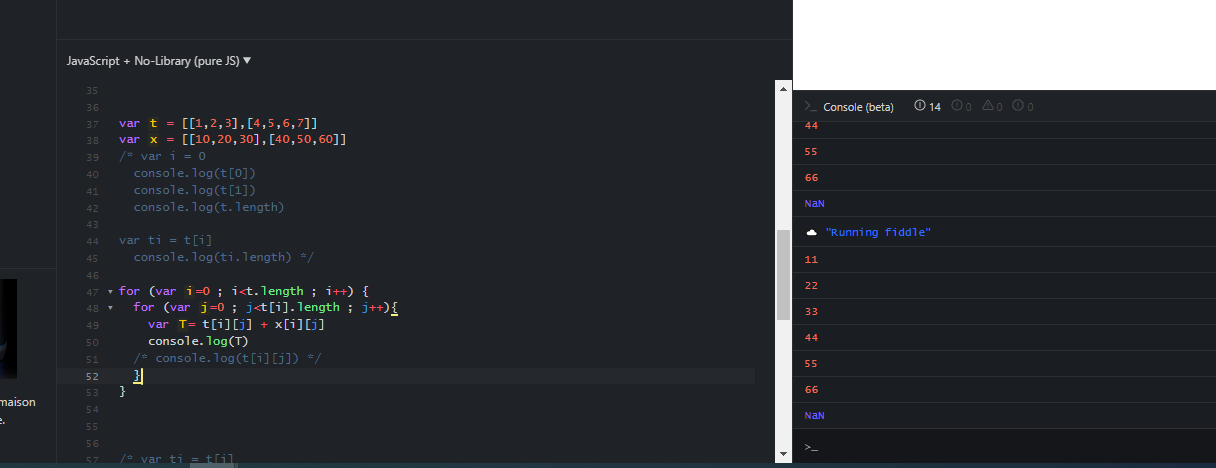 JavaScript + No-Library (pure JS) ▼
35
36
37 var t = [[1,2,3],[4,5,6,7]]
38 var x = [[10,20,30],[40,50,60]]
39 /* var i = 0
40 console.log(t[0])
41 console.log(t[1])
42 console.log(t.length)
43
44 var ti = t[i]
45 console.log(ti.length) */
46
47 for (var i=0 ; i<t.length ; i++) {
48 for (var j=0 ; j<t[i].length ; j++){
49 var T= t[i][j] + x[i][j]
50 console.log(T)
51 /* console.log(t[i][j]) */
52 }
53 }
54
55
56
57 /* var ti = t[i]
maison
e.
>_ Console (beta) 14 0 0 0
44
55
66
NaN
"Running fiddle"
11
22
33
44
55
66
NaN
>_